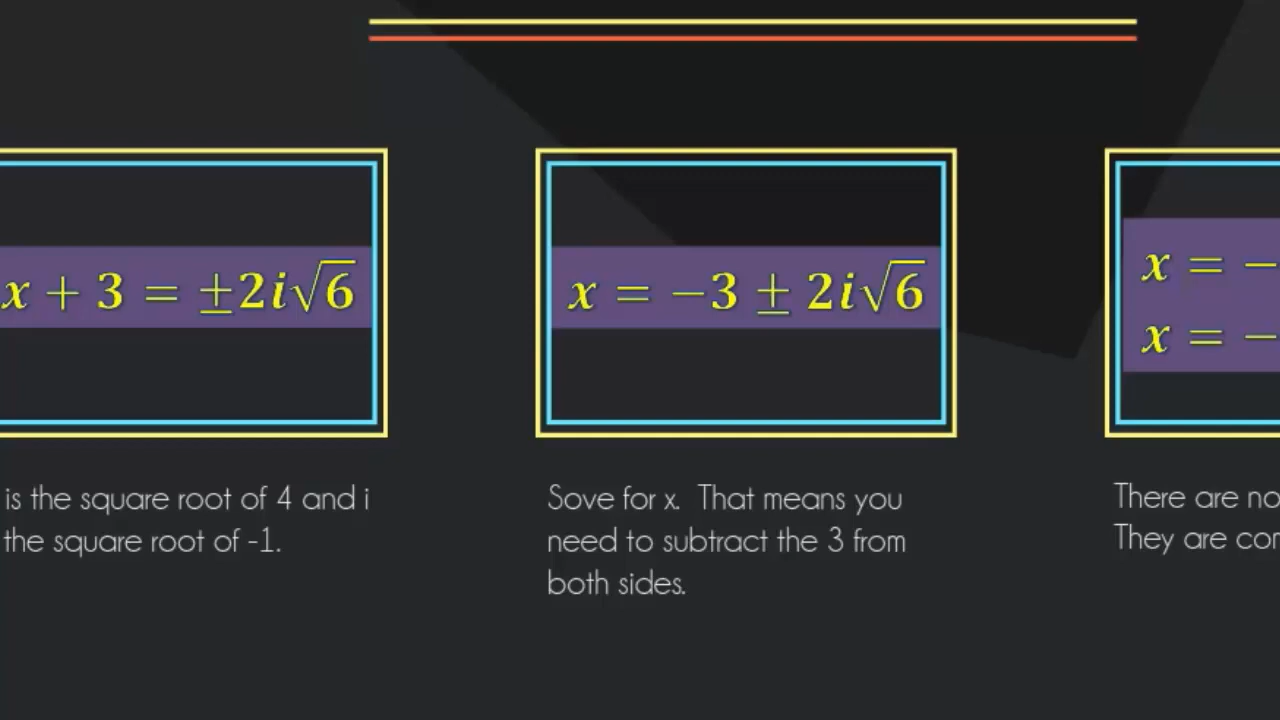 x + 3 = ±2i√6
is the square root of 4 and i
the square root of -1.
x = −3 ± 2i√6
Sove for x. That means you
need to subtract the 3 from
both sides.
x = −
x = −
There are no
They are